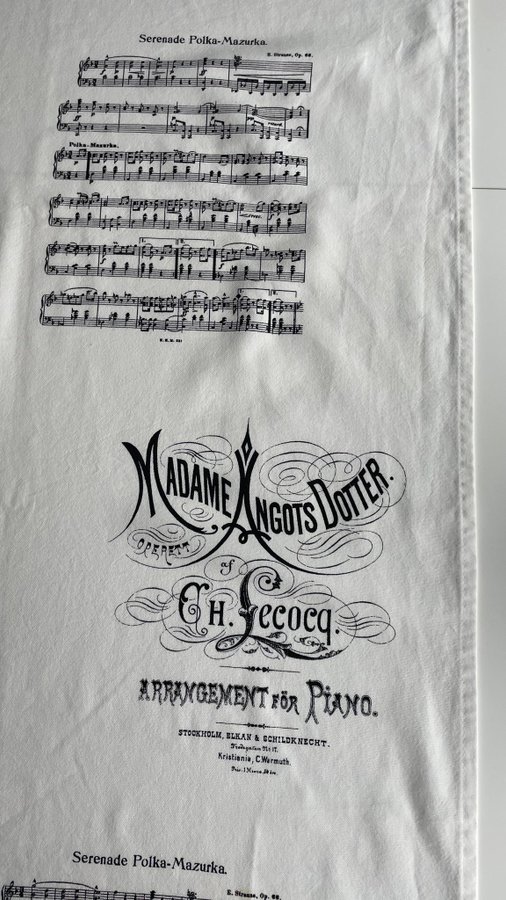 Serenade Polka-Mazurka.
E. Strauss, Op. 66.
Polka-Mazurka.
MADAME ANGOTS DOTTER.
OPERETT
af
CH. Lecocq.
ARRANGEMENT FÖR PIANO.
STOCKHOLM, ELKAN & SCHILDKNECHT.
Kristiania, C. Warmuth.
Serenade Polka-Mazurka.
E. Strauss, Op. 66.